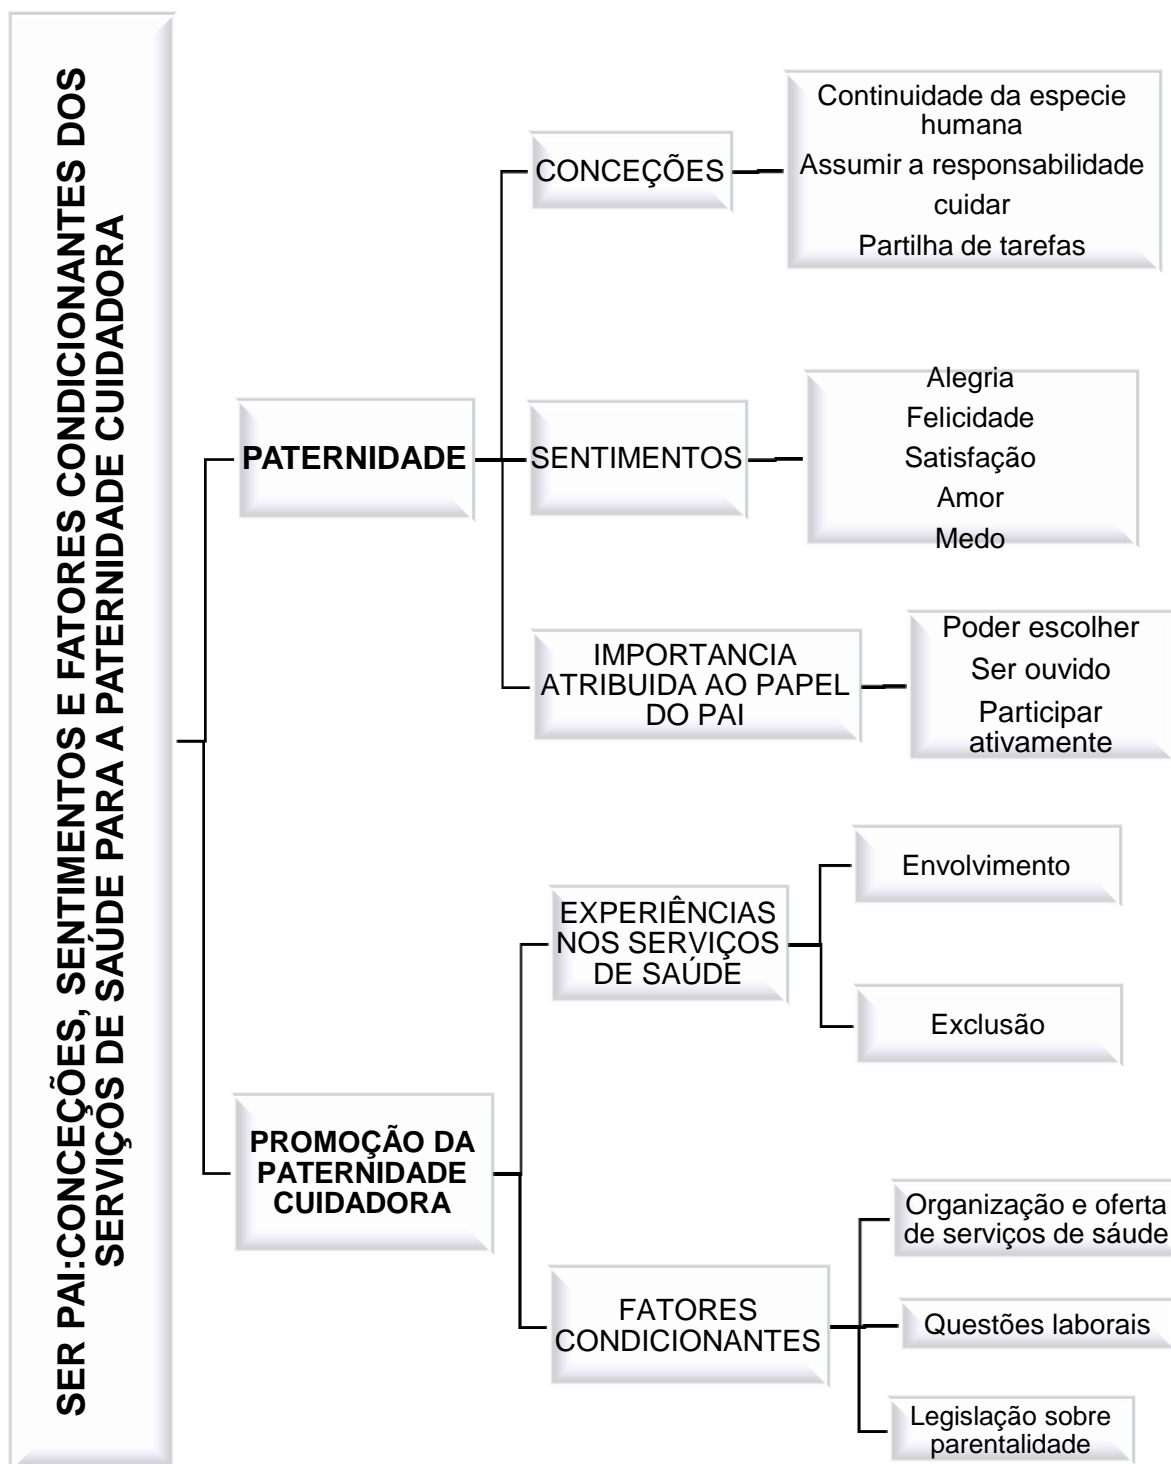 SER PAI:CONCEÇÕES, SENTIMENTOS E FATORES CONDICIONANTES DOS
SERVIÇOS DE SAÚDE PARA A PATERNIDADE CUIDADORA
PATERNIDADE
CONCEÇÕES
Continuidade da especie
humana
Assumir a responsabilidade
cuidar
Partilha de tarefas
SENTIMENTOS
Alegria
Felicidade
Satisfação
Amor
Medo
IMPORTANCIA
ATRIBUIDA AO PAPEL
DO PAI
Poder escolher
Ser ouvido
Participar
ativamente
PROMOÇÃO DA
PATERNIDADE
CUIDADORA
EXPERIÊNCIAS
NOS SERVIÇOS
DE SAÚDE
Envolvimento
Exclusão
FATORES
CONDICIONANTES
Organização e oferta
de serviços de sáude
Questões laborais
Legislação sobre
parentalidade